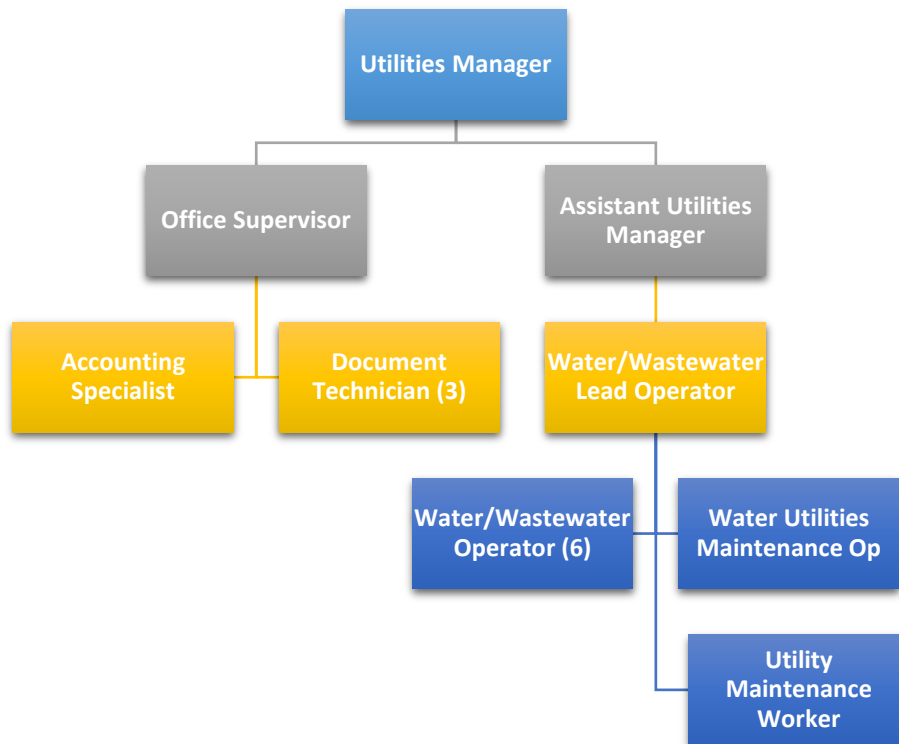 Utilities Manager
Office Supervisor
Assistant Utilities
Manager
Accounting
Specialist
Document
Technician (3)
Water/Wastewater
Lead Operator
Water/Wastewater
Operator (6)
Water Utilities
Maintenance Op
Utility
Maintenance
Worker